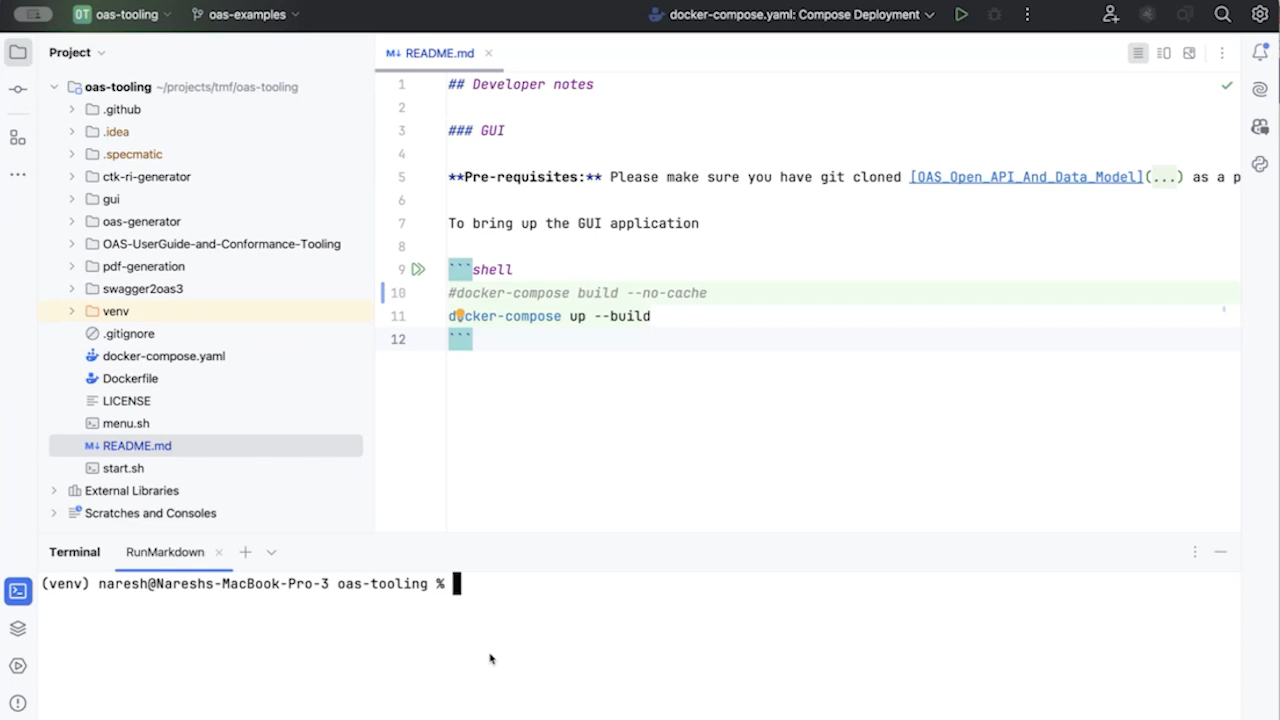 OT oas-tooling oas-examples docker-compose.yaml: Compose Deployment
Project
oas-tooling ~/projects/tmf/oas-tooling
.github
.idea
.specmatic
ctk-ri-generator
gui
oas-generator
OAS-UserGuide-and-Conformance-Tooling
pdf-generation
swagger2oas3
venv
.gitignore
docker-compose.yaml
Dockerfile
LICENSE
menu.sh
M↓ README.md
start.sh
External Libraries
Scratches and Consoles
M↓ README.md
1 ## Developer notes
2
3 ### GUI
4
5 **Pre-requisites:** Please make sure you have git cloned [OAS_Open_API_And_Data_Model](...) as a p
6
7 To bring up the GUI application
8
9 ```shell
10 #docker-compose build --no-cache
11 docker-compose up --build
12 ```
Terminal RunMarkdown
(venv) naresh@Nareshs-MacBook-Pro-3 oas-tooling %